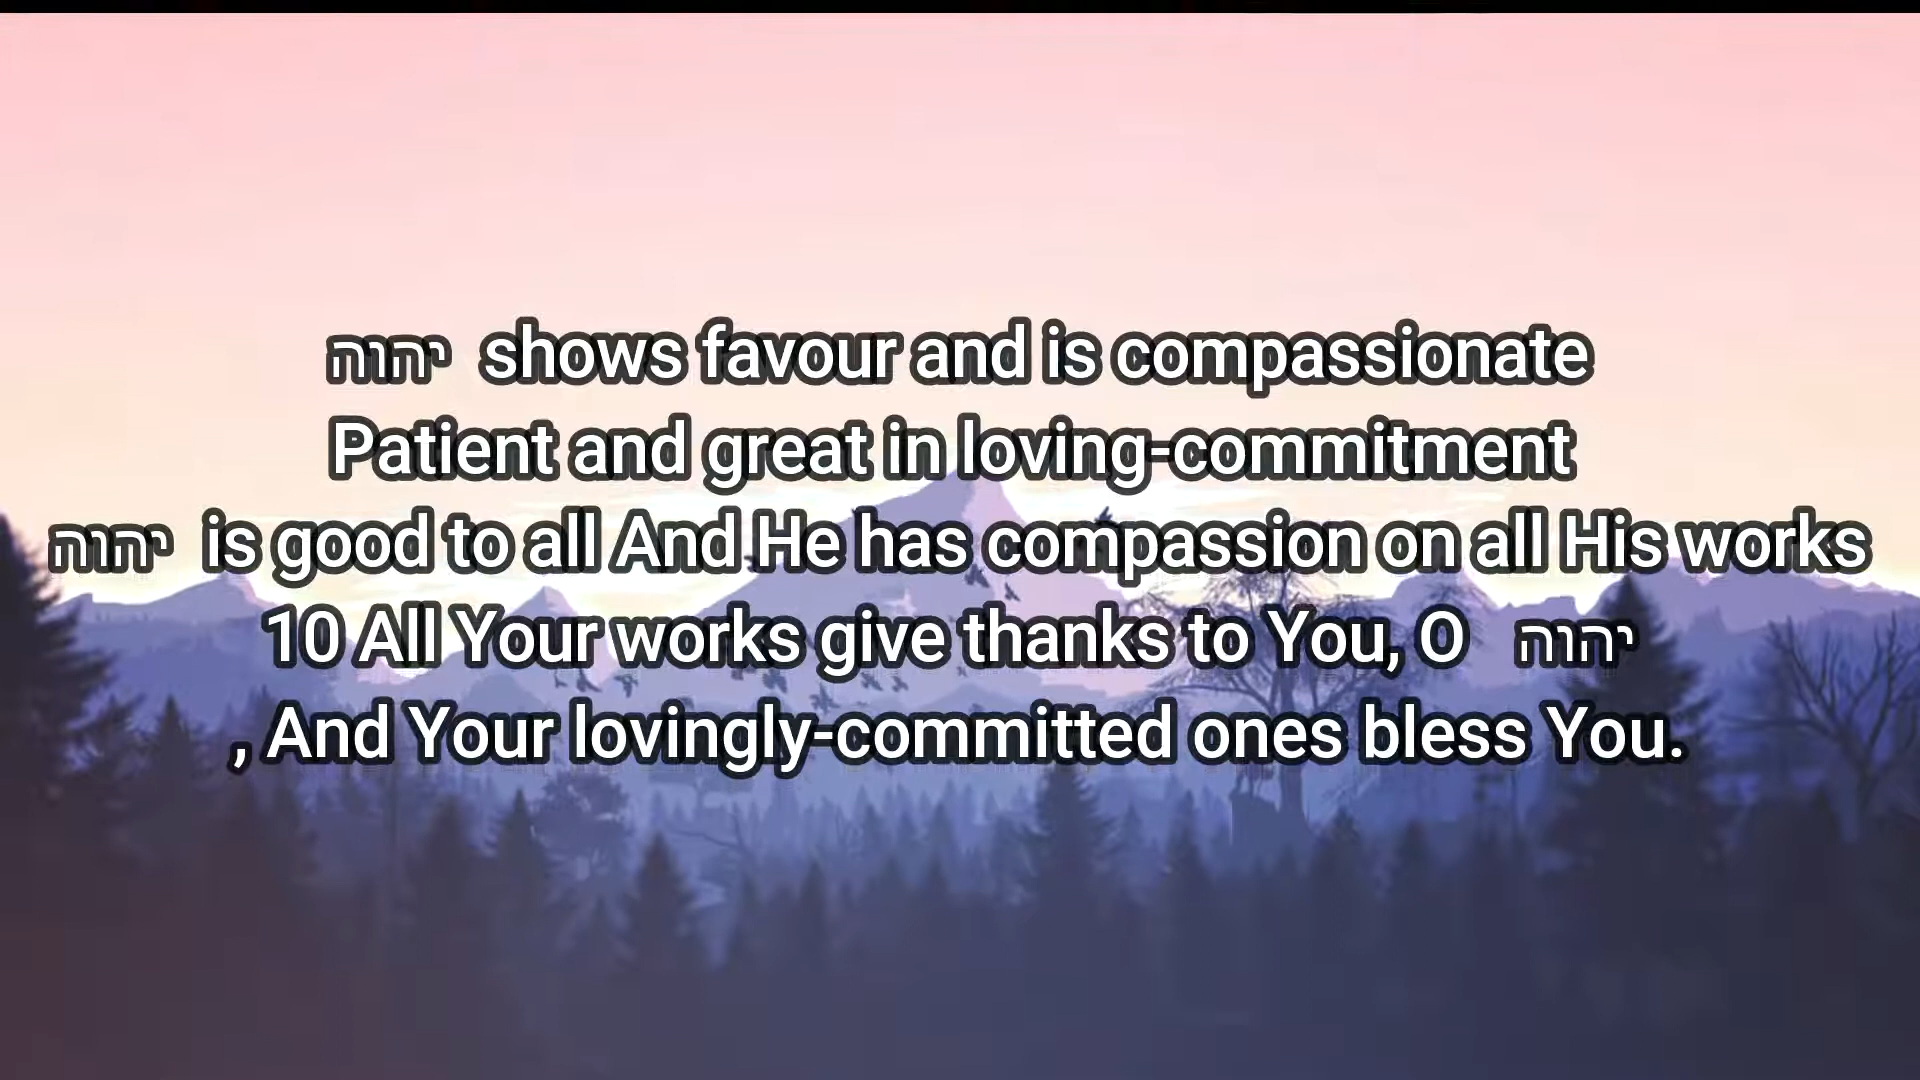 יהוה shows favour and is compassionate
Patient and great in loving-commitment
יהוה is good to all And He has compassion on all His works
10 All Your works give thanks to You, O יהוה
, And Your lovingly-committed ones bless You.